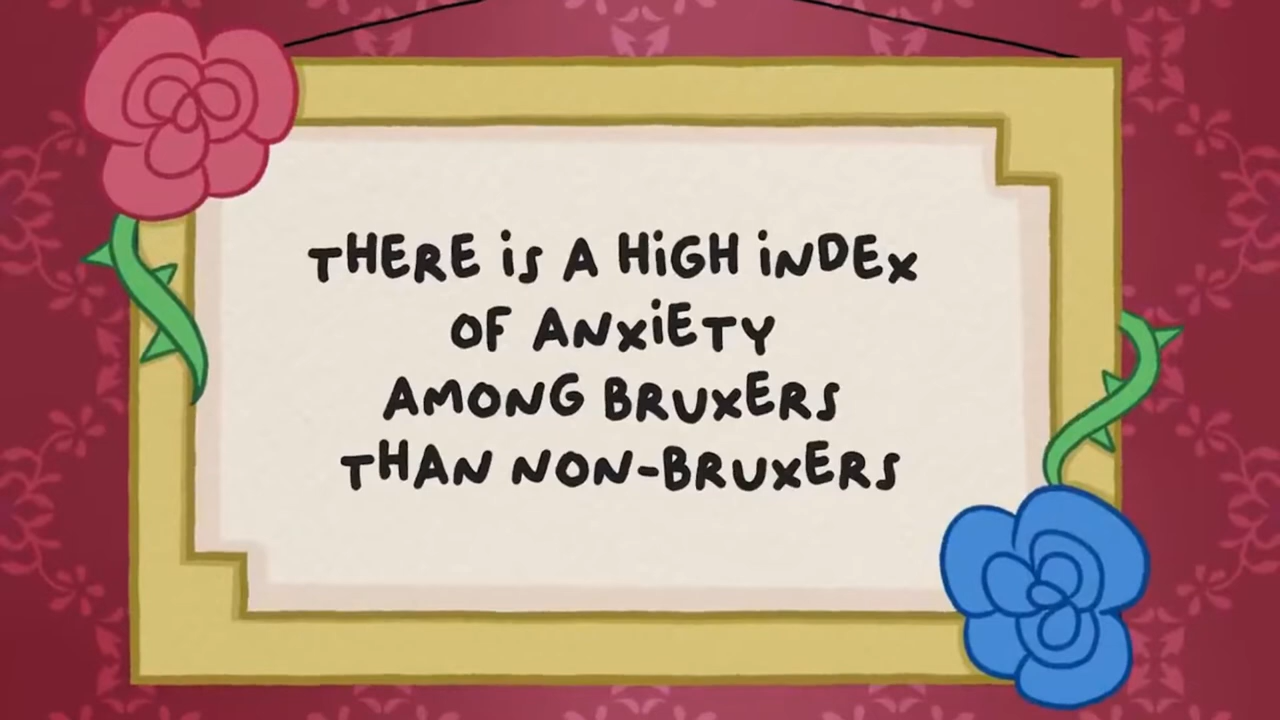 THERE IS A HIGH INDEX
OF ANXIETY
AMONG BRUXERS
THAN NON-BRUXERS